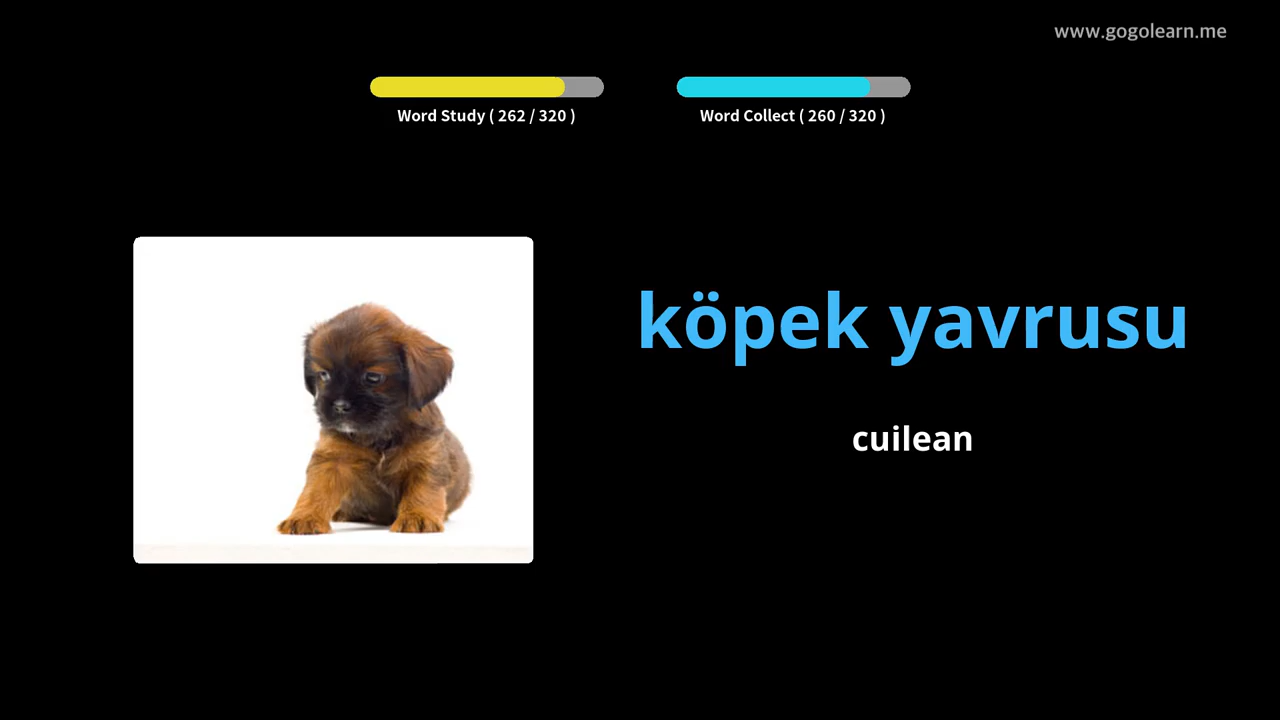 www.gogolearn.me
Word Study ( 262 / 320 )
Word Collect ( 260 / 320 )
köpek yavrusu
cuilean